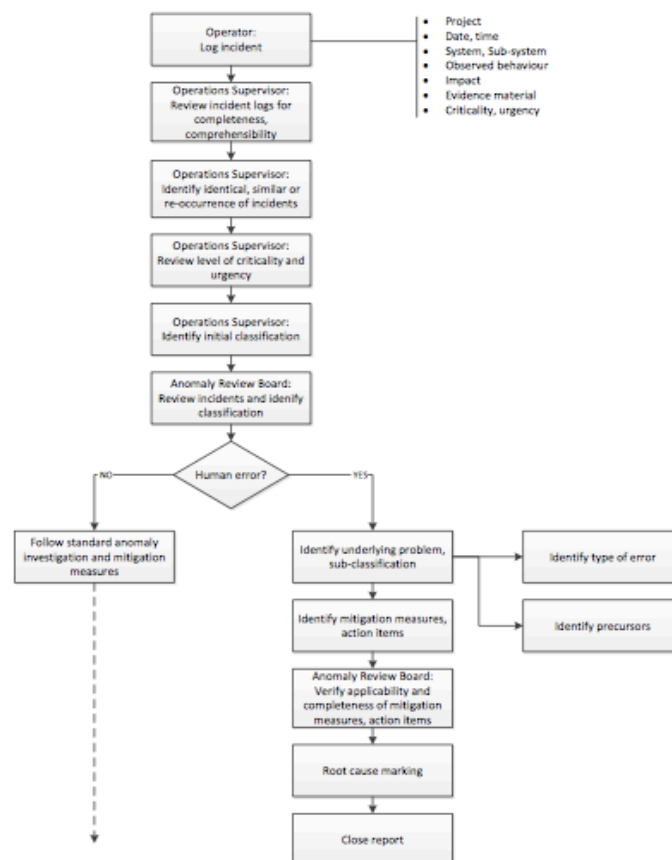 Operator:
Log incident
• Project
• Date, time
• System, Sub-system
• Observed behaviour
• Impact
• Evidence material
• Criticality, urgency
Operations Supervisor:
Review incident logs for
completeness,
comprehensibility
Operations Supervisor:
Identify identical, similar or
re-occurrence of incidents
Operations Supervisor:
Review level of criticality and
urgency
Operations Supervisor:
Identify initial classification
Anomaly Review Board:
Review incidents and idenify
classification
Human error?
NO
YES
Follow standard anomaly
investigation and mitigation
measures
Identify underlying problem,
sub-classification
Identify type of error
Identify mitigation measures,
action items
Identify precursors
Anomaly Review Board:
Verify applicability and
completeness of mitigation
measures, action items
Root cause marking
Close report